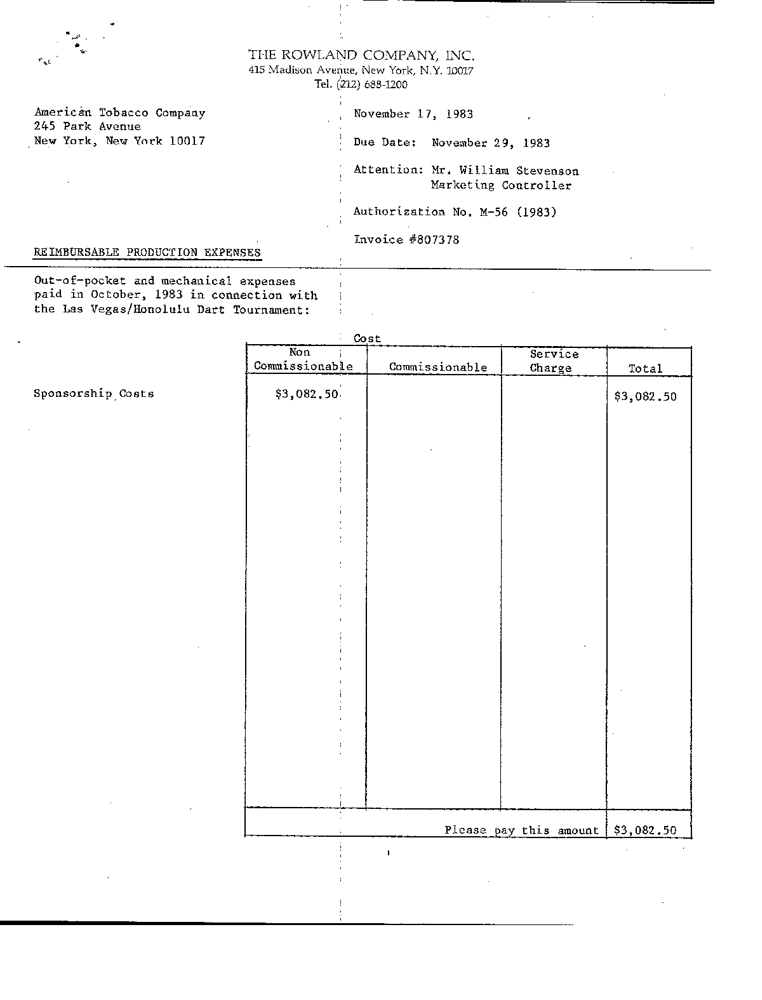 THE ROWLAND COMPANY, INC.
415 Madison Avenue, New York, N.Y. 10017
Tel. (212) 688-1200
American Tobacco Company
245 Park Avenue
New York, New York 10017
November 17, 1983
Due Date: November 29, 1983
Attention: Mr. William Stevenson
Marketing Controller
Authorization No. M-56 (1983)
Invoice #807378
REIMBURSABLE PRODUCTION EXPENSES
Out-of-pocket and mechanical expenses
paid in October, 1983 in connection with
the Las Vegas/Honolulu Dart Tournament:
Cost
Non Commissionable Commissionable Service Charge Total
Sponsorship Costs $3,082.50 $3,082.50
Please pay this amount $3,082.50